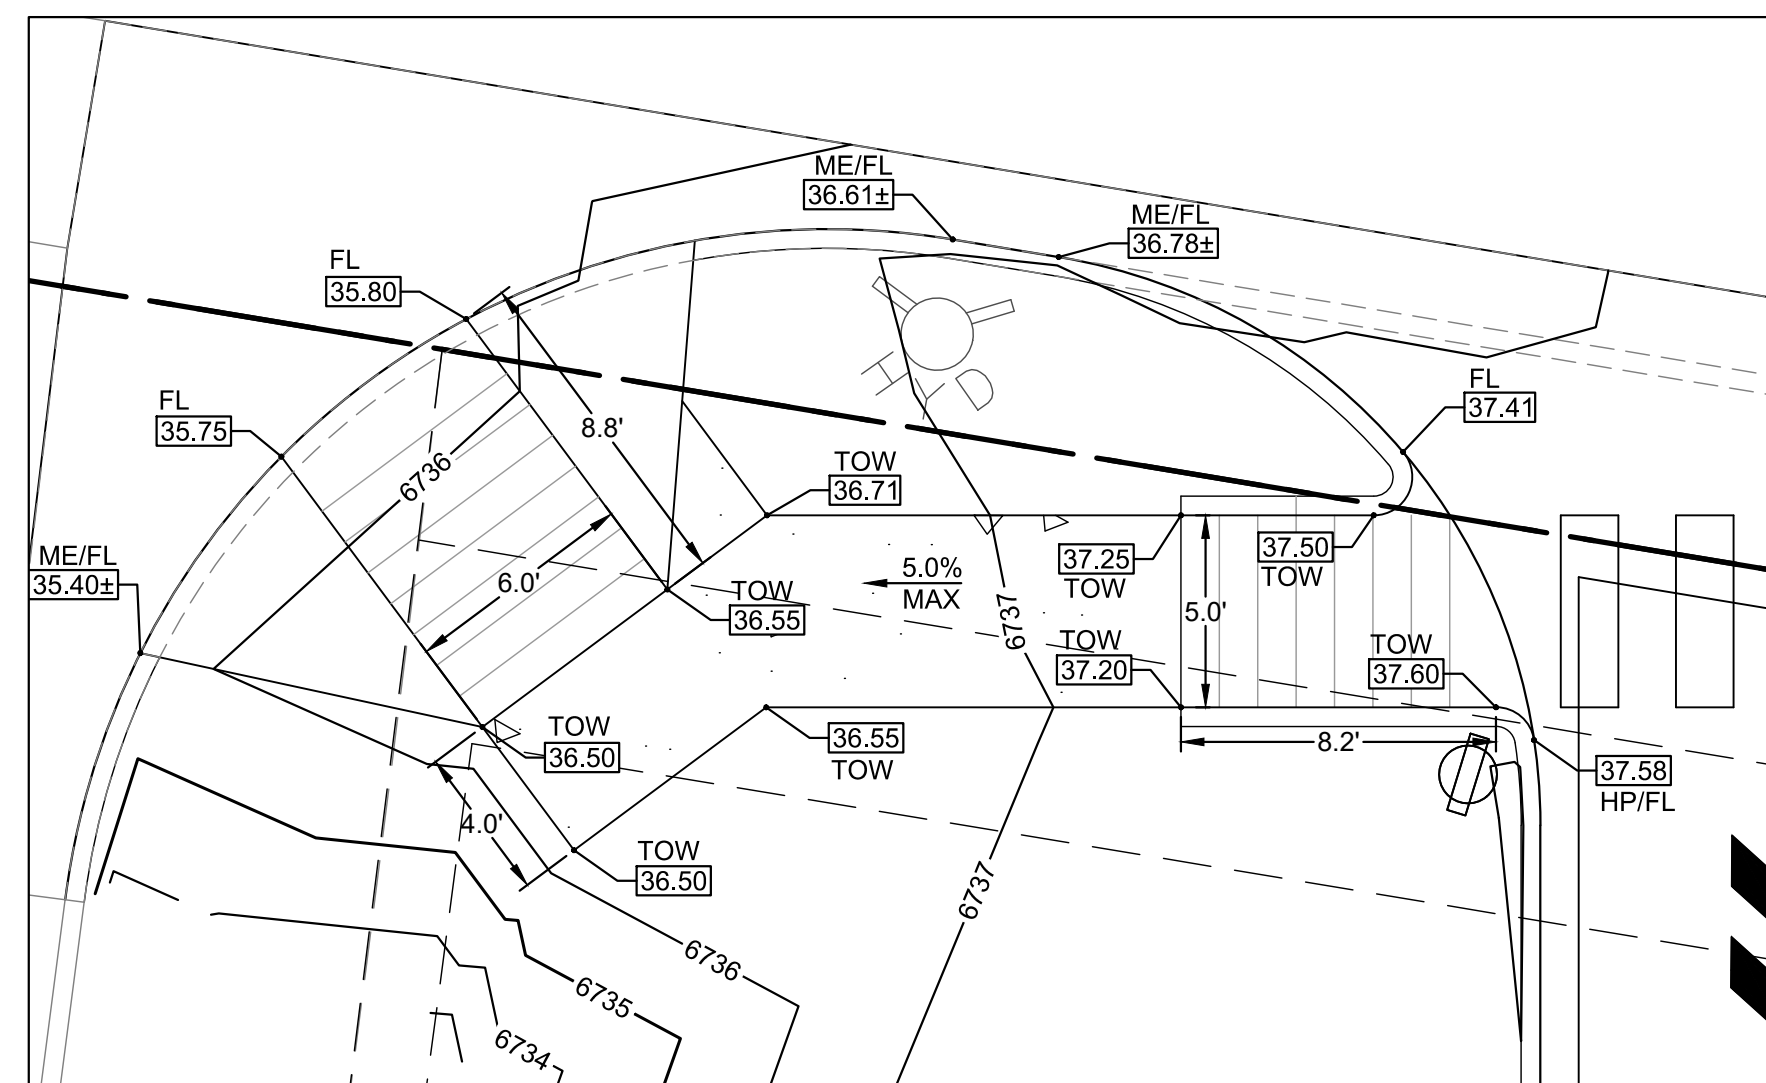 ME/FL
36.61±
ME/FL
36.78±
FL
35.80
FL
37.41
FL
35.75
8.8'
6736
TOW
36.71
ME/FL
35.40±
6.0'
5.0%
MAX
37.25
TOW
37.50
TOW
TOW
36.55
6737
5.0'
TOW
37.20
TOW
37.60
TOW
36.50
36.55
TOW
8.2'
37.58
HP/FL
4.0'
TOW
36.50
6737
6736
6735
6734